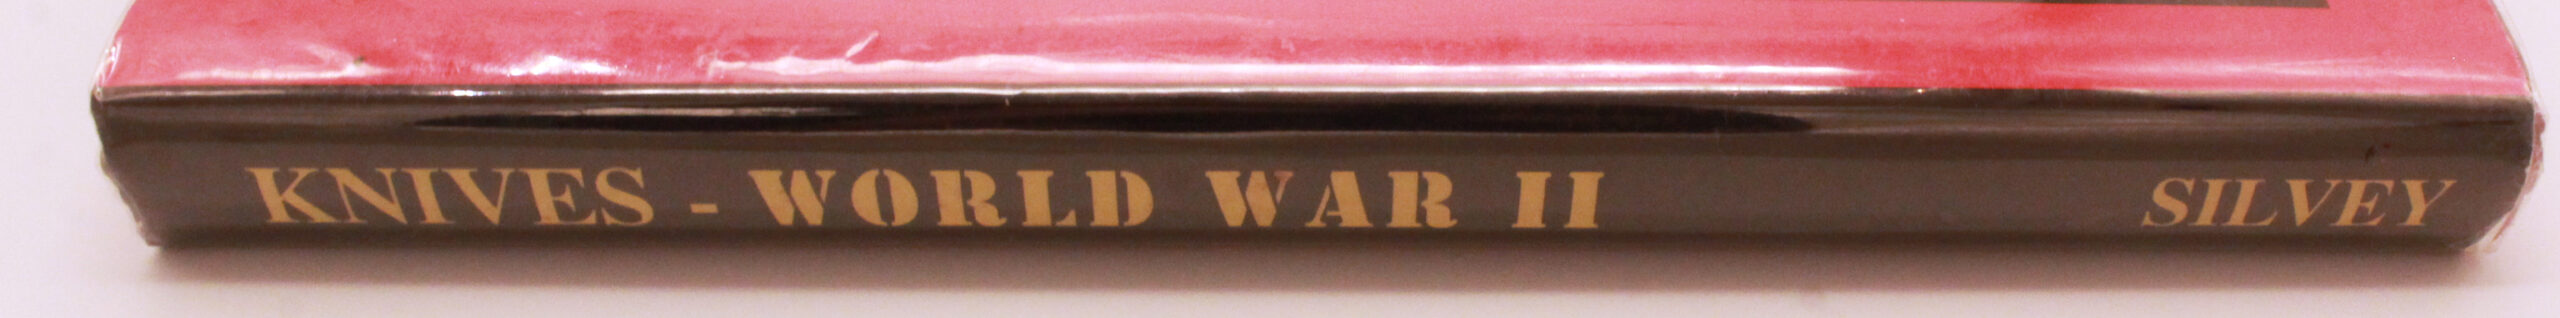 KNIVES - WORLD WAR II SILVEY